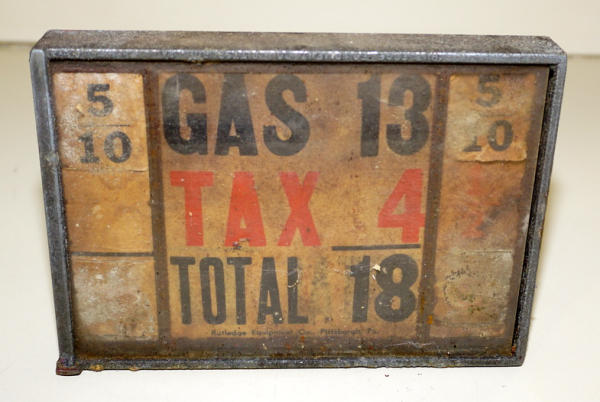 5/10 GAS 13 5/10
TAX 4
TOTAL 18
Rutledge Equipment Co., Pittsburgh Pa.